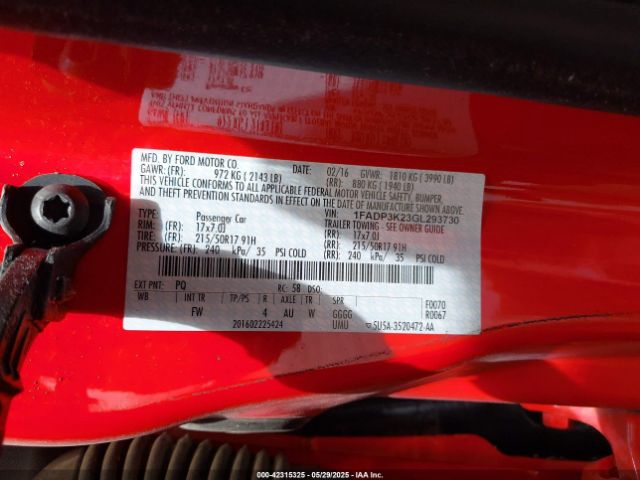 MFD. BY FORD MOTOR CO.
DATE: 02/16 GVWR: 1810 KG ( 3990 LB)
GAWR: (FR): 972 KG ( 2143 LB) (RR): 880 KG ( 1940 LB)
THIS VEHICLE CONFORMS TO ALL APPLICABLE FEDERAL MOTOR VEHICLE SAFETY, BUMPER,
AND THEFT PREVENTION STANDARDS IN EFFECT ON THE DATE OF MANUFACTURE SHOWN ABOVE.
VIN: 1FADP3K23GL293730
TYPE: Passenger Car TRAILER TOWING - SEE OWNER GUIDE
RIM: (FR): 17x7.0J (RR): 17x7.0J
TIRE: (FR): 215/50R17 91H (RR): 215/50R17 91H
PRESSURE: (FR): 240 kPa/ 35 PSI COLD (RR): 240 kPa/ 35 PSI COLD
EXT PNT: PQ RC: 58 DSO:
WB INT TR TP/PS R AXLE TR SPR F0070
FW 4 AU W GGGG R0067
201602225424 UMU 5U5A-3520472-AA
000-42315325 - 05/29/2025 - IAA Inc.